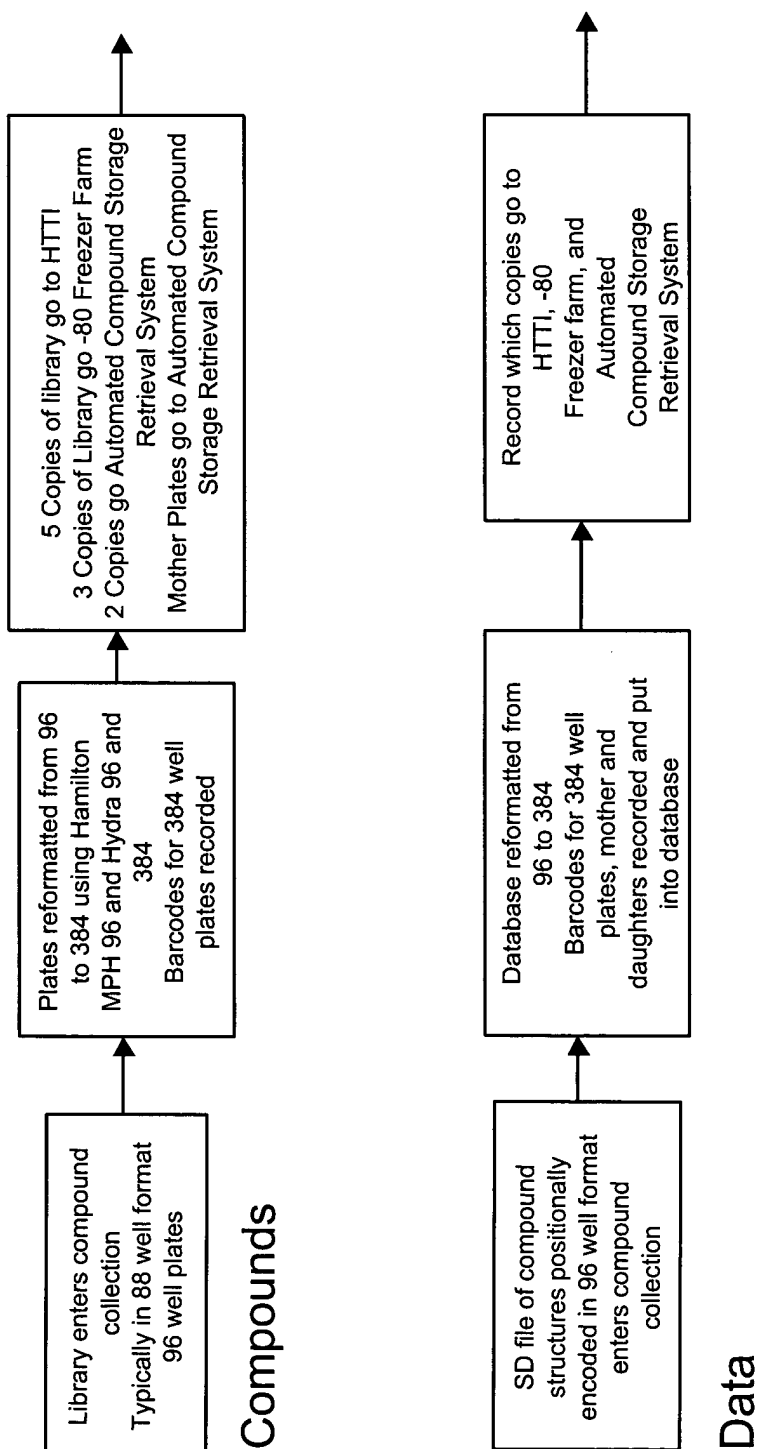 Compounds
Library enters compound
collection
Typically in 88 well format
96 well plates
Plates reformatted from 96
to 384 using Hamilton
MPH 96 and Hydra 96 and
384
Barcodes for 384 well
plates recorded
5 Copies of library go to HTTI
3 Copies of Library go -80 Freezer Farm
2 Copies go Automated Compound Storage
Retrieval System
Mother Plates go to Automated Compound
Storage Retrieval System
Data
SD file of compound
structures positionally
encoded in 96 well format
enters compound
collection
Database reformatted from
96 to 384
Barcodes for 384 well
plates, mother and
daughters recorded and put
into database
Record which copies go to
HTTI, -80
Freezer farm, and
Automated
Compound Storage
Retrieval System